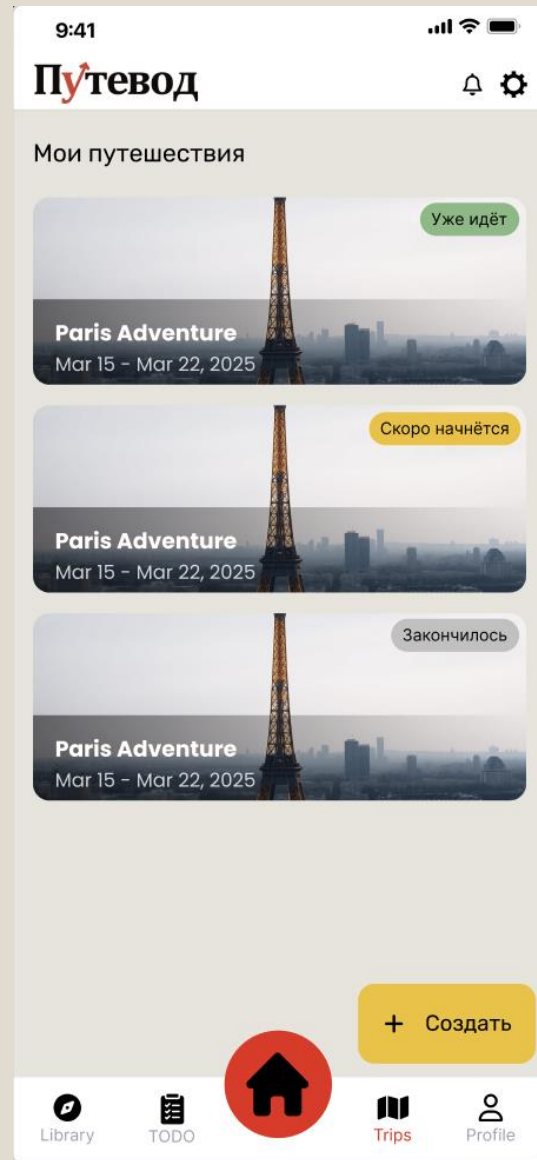 9:41
Путевод
Мои путешествия
Уже идёт
Paris Adventure
Mar 15 - Mar 22, 2025
Скоро начнётся
Paris Adventure
Mar 15 - Mar 22, 2025
Закончилось
Paris Adventure
Mar 15 - Mar 22, 2025
+ Создать
Library
TODO
Trips
Profile